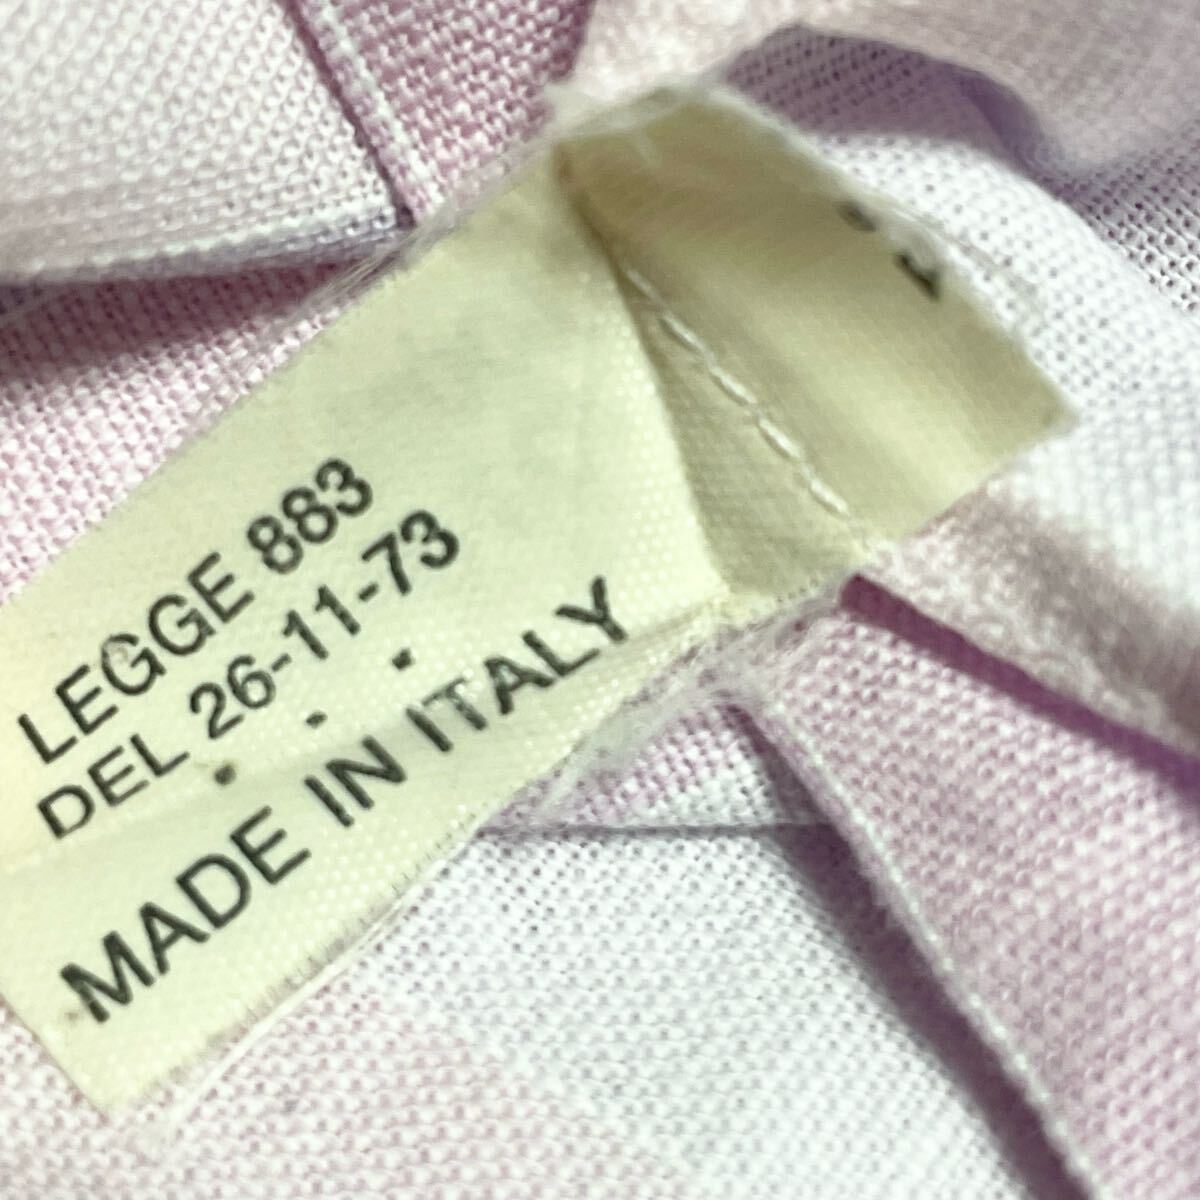 LEGGE 883
DEL 26-11-73
MADE IN ITALY